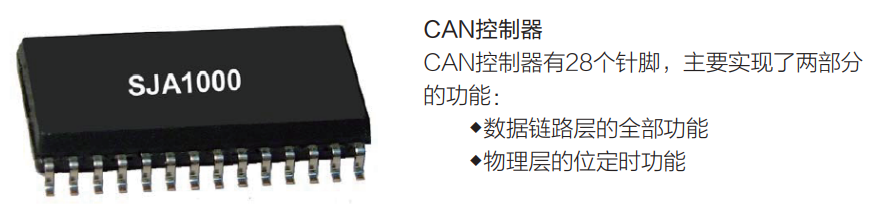 SJA1000
CAN控制器
CAN控制器有28个针脚，主要实现了两部分
的功能：
◆数据链路层的全部功能
◆物理层的位定时功能